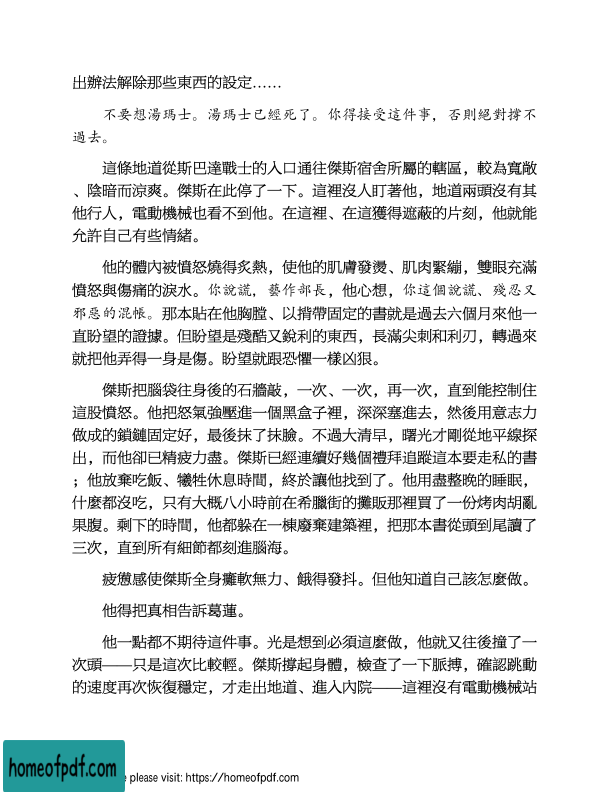 出辦法解除那些東西的設定……
不要想湯瑪士。湯瑪士已經死了。你得接受這件事，否則絕對撐不
過去。
這條地道從斯巴達戰士的入口通往傑斯宿舍所屬的轄區，較為寬敞
、陰暗而涼爽。傑斯在此停了一下。這裡沒人盯著他，地道兩頭沒有其
他行人，電動機械也看不到他。在這裡、在這獲得遮蔽的片刻，他就能
允許自己有些情緒。
他的體內被憤怒燒得炙熱，使他的肌膚發燙、肌肉緊繃，雙眼充滿
憤怒與傷痛的淚水。你說謊，藝作部長，他心想，你這個說謊、殘忍又
邪惡的混帳。那本貼在他胸膛、以揹帶固定的書就是過去六個月來他一
直盼望的證據。但盼望是殘酷又銳利的東西，長滿尖刺和利刃，轉過來
就把他弄得一身是傷。盼望就跟恐懼一樣凶狠。
傑斯把腦袋往身後的石牆敲，一次、一次，再一次，直到能控制住
這股憤怒。他把怒氣強壓進一個黑盒子裡，深深塞進去，然後用意志力
做成的鎖鏈固定好，最後抹了抹臉。不過大清早，曙光才剛從地平線探
出，而他卻已精疲力盡。傑斯已經連續好幾個禮拜追蹤這本要走私的書
；他放棄吃飯、犧牲休息時間，終於讓他找到了。他用盡整晚的睡眠，
什麼都沒吃，只有大概八小時前在希臘街的攤販那裡買了一份烤肉胡亂
果腹。剩下的時間，他都躲在一棟廢棄建築裡，把那本書從頭到尾讀了
三次，直到所有細節都刻進腦海。
疲憊感使傑斯全身癱軟無力、餓得發抖。但他知道自己該怎麼做。
他得把真相告訴葛蓮。
他一點都不期待這件事。光是想到必須這麼做，他就又往後撞了一
次頭——只是這次比較輕。傑斯撐起身體，檢查了一下脈搏，確認跳動
的速度再次恢復穩定，才走出地道、進入內院——這裡沒有電動機械站
homeofpdf.com
e please visit: https://homeofpdf.com